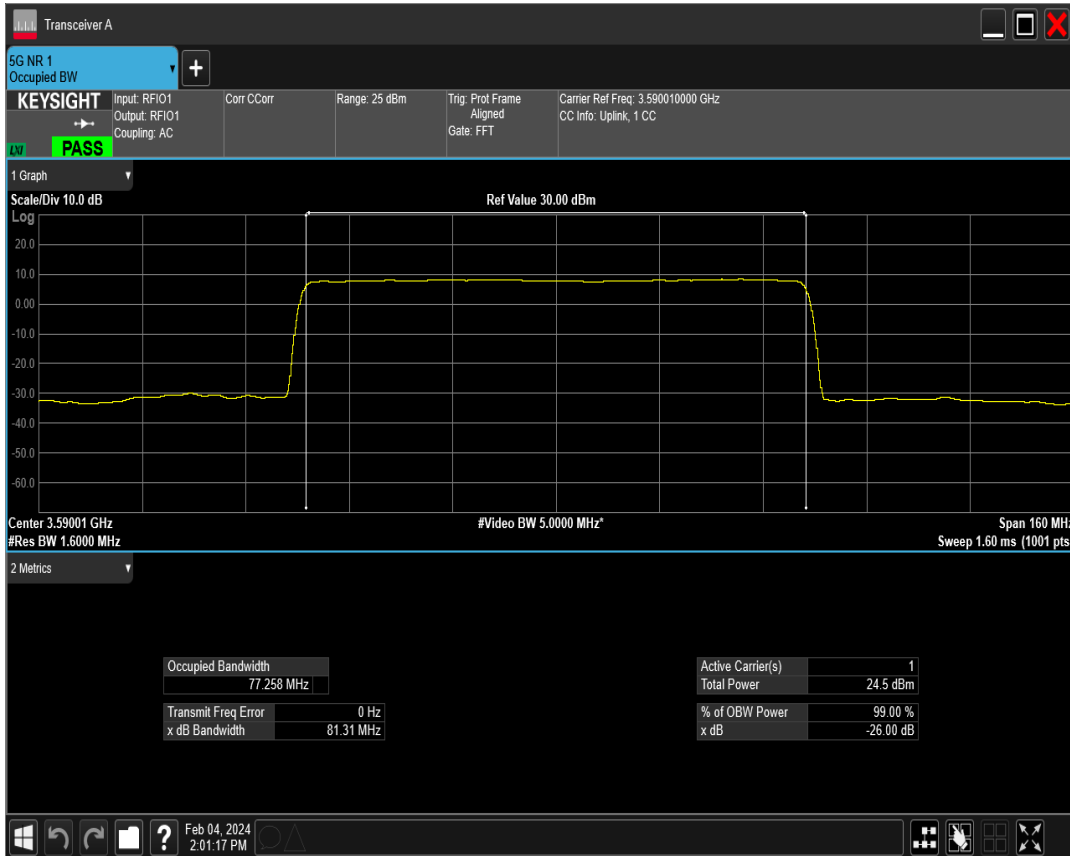 Transceiver A
5G NR 1
Occupied BW
+
KEYSIGHT
LXI
PASS
Input: RFIO1
Output: RFIO1
Coupling: AC
Corr CCorr
Range: 25 dBm
Trig: Prot Frame
Aligned
Gate: FFT
Carrier Ref Freq: 3.590010000 GHz
CC Info: Uplink, 1 CC
1 Graph
Scale/Div 10.0 dB
Ref Value 30.00 dBm
Log
20.0
10.0
0.00
-10.0
-20.0
-30.0
-40.0
-50.0
-60.0
Center 3.59001 GHz
#Video BW 5.0000 MHz*
Span 160 MHz
#Res BW 1.6000 MHz
Sweep 1.60 ms (1001 pts
2 Metrics
Occupied Bandwidth
77.258 MHz
Transmit Freq Error 0 Hz
x dB Bandwidth 81.31 MHz
Active Carrier(s) 1
Total Power 24.5 dBm
% of OBW Power 99.00 %
x dB -26.00 dB
?
Feb 04, 2024
2:01:17 PM